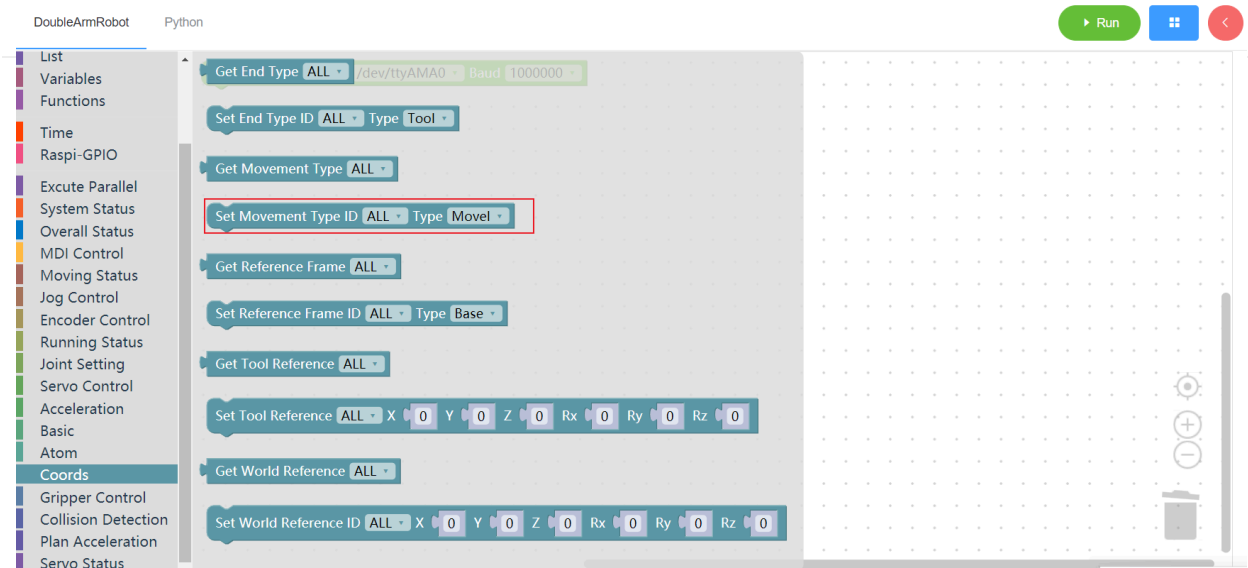 DoubleArmRobot Python Run
List
Variables
Functions
Time
Raspi-GPIO
Excute Parallel
System Status
Overall Status
MDI Control
Moving Status
Jog Control
Encoder Control
Running Status
Joint Setting
Servo Control
Acceleration
Basic
Atom
Coords
Gripper Control
Collision Detection
Plan Acceleration
Servo Status
Get End Type ALL /dev/ttyAMA0 Baud 1000000
Set End Type ID ALL Type Tool
Get Movement Type ALL
Set Movement Type ID ALL Type Movel
Get Reference Frame ALL
Set Reference Frame ID ALL Type Base
Get Tool Reference ALL
Set Tool Reference ALL X 0 Y 0 Z 0 Rx 0 Ry 0 Rz 0
Get World Reference ALL
Set World Reference ID ALL X 0 Y 0 Z 0 Rx 0 Ry 0 Rz 0